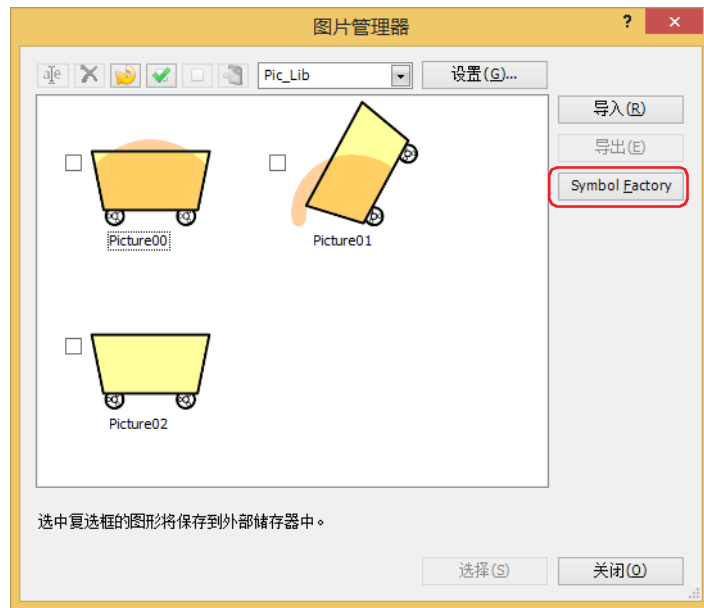 图片管理器
?
Pic_Lib
设置(G)...
导入(R)
导出(E)
Symbol Factory
Picture00
Picture01
Picture02
选中复选框的图形将保存到外部储存器中。
选择(S)
关闭(O)